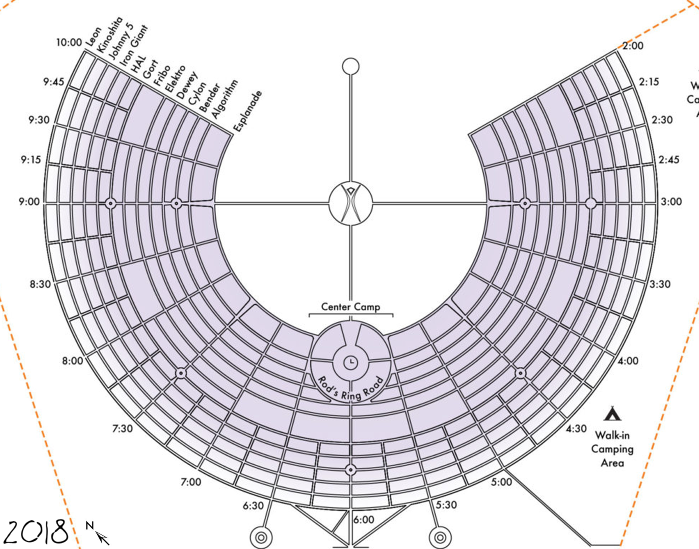 10:00
Leon
Kinoshita
Johnny 5
Iron Giant
HAL
Gort
Fribo
Elektro
Dewey
Cylon
Bender
Algorithm
Esplanade
2:00
9:45
2:15
W
Ca
A
9:30
2:30
9:15
2:45
9:00
3:00
8:30
3:30
Center Camp
Rod's Ring Road
8:00
4:00
7:30
4:30
Walk-in
Camping
Area
7:00
5:00
6:30
6:00
5:30
2018
N